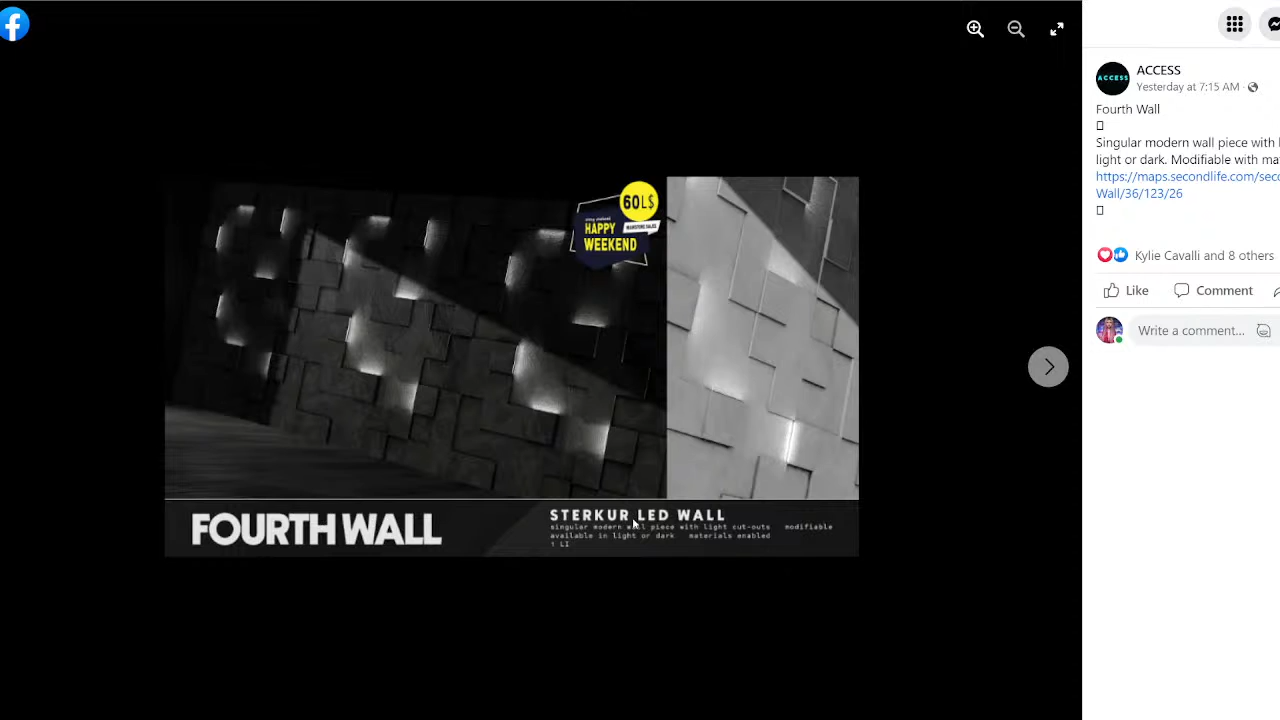 ACCESS
ACCESS
Yesterday at 7:15 AM ·
Fourth Wall
Singular modern wall piece with
light or dark. Modifiable with ma
https://maps.secondlife.com/sec
Wall/36/123/26
Kylie Cavalli and 8 others
Like
Comment
Write a comment...
60L$
HAPPY
WEEKEND
FOURTH WALL
STERKUR LED WALL
singular modern wall piece with light cut-outs modifiable
available in light or dark materials enabled
1 LI